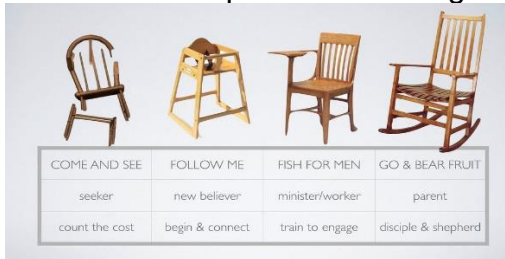 COME AND SEE FOLLOW ME FISH FOR MEN GO & BEAR FRUIT
seeker new believer minister/worker parent
count the cost begin & connect train to engage disciple & shepherd